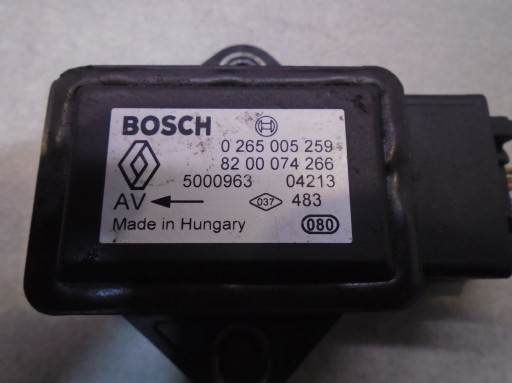 BOSCH 0 265 005 259
82 00 074 266
5000963 04213
AV 037 483
Made in Hungary 080